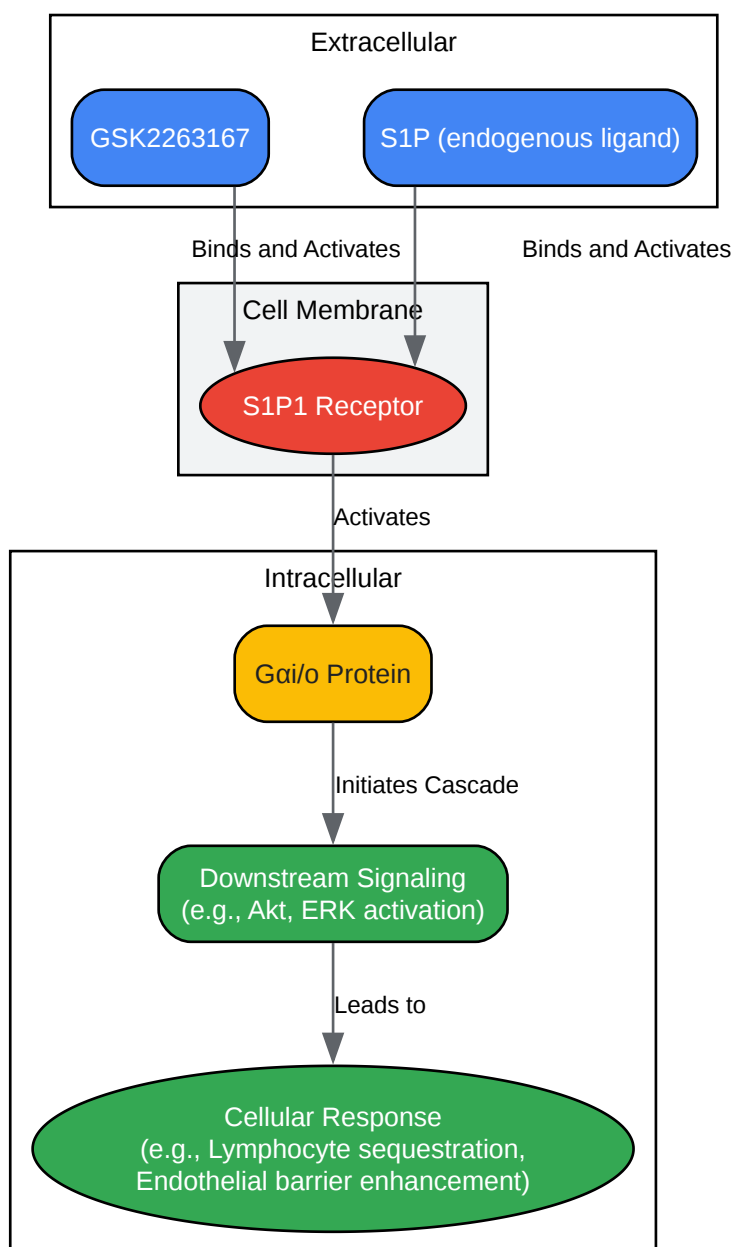 Extracellular
GSK2263167
S1P (endogenous ligand)
Binds and Activates
Binds and Activates
Cell Membrane
S1P1 Receptor
Activates
Intracellular
Gαi/o Protein
Initiates Cascade
Downstream Signaling
(e.g., Akt, ERK activation)
Leads to
Cellular Response
(e.g., Lymphocyte sequestration,
Endothelial barrier enhancement)